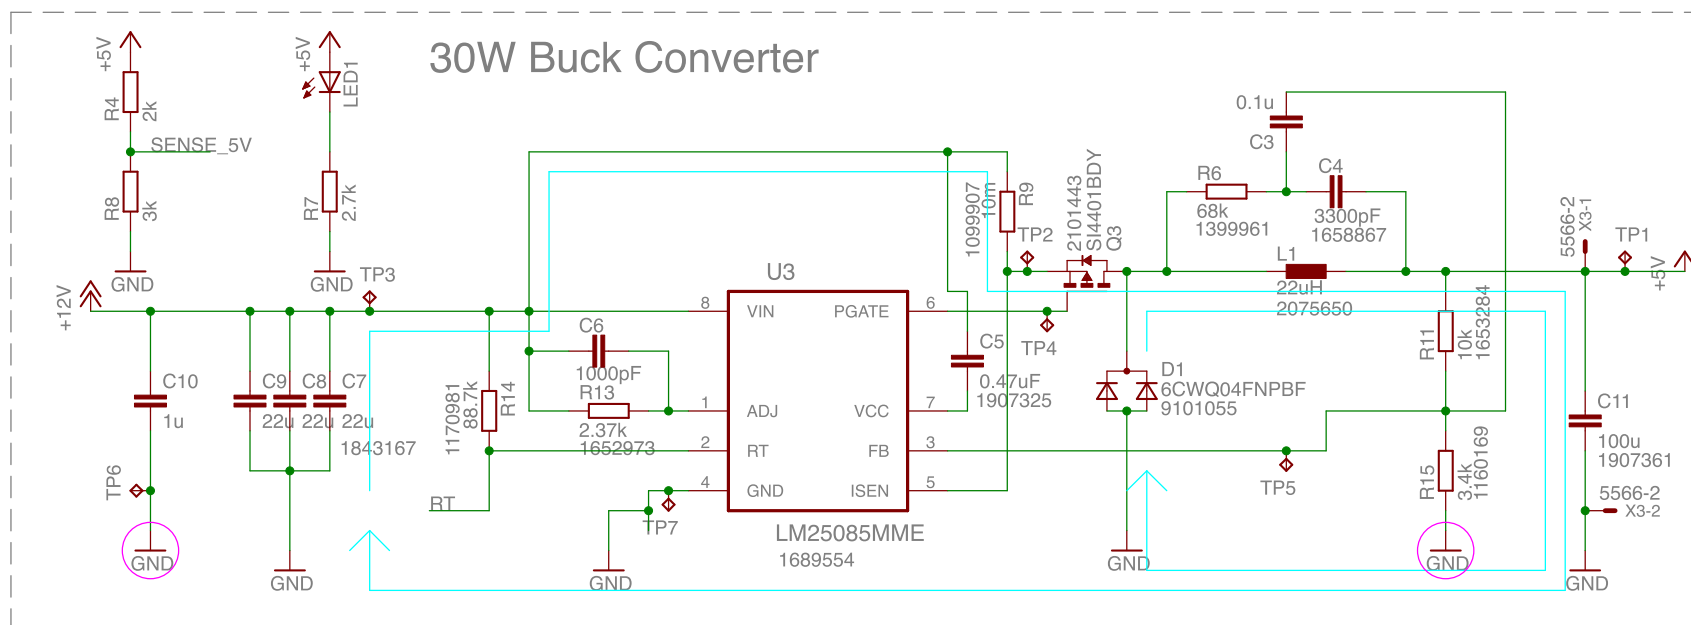 30W Buck Converter
+5V
R4
2k
SENSE_5V
R8
3k
GND
+5V
LED1
R7
2.7k
GND
TP3
+12V
C10
1u
TP6
GND
C9
22u
C8
22u
C7
22u
1843167
GND
1170981
88.7k
R14
RT
C6
1000pF
R13
2.37k
1652973
TP7
GND
U3
8
VIN
1
ADJ
2
RT
4
GND
PGATE
6
VCC
7
FB
3
ISEN
5
LM25085MME
1689554
C5
0.47uF
1907325
1099907
10m
R9
TP2
TP4
2101443
SI4401BDY
Q3
D1
6CWQ04FNPBF
9101055
GND
0.1u
C3
R6
68k
1399961
C4
3300pF
1658867
L1
22uH
2075650
TP5
R11
10k
1653284
R15
3.4k
1160169
GND
5566-2
X3-1
TP1
+5V
C11
100u
1907361
5566-2
X3-2
GND